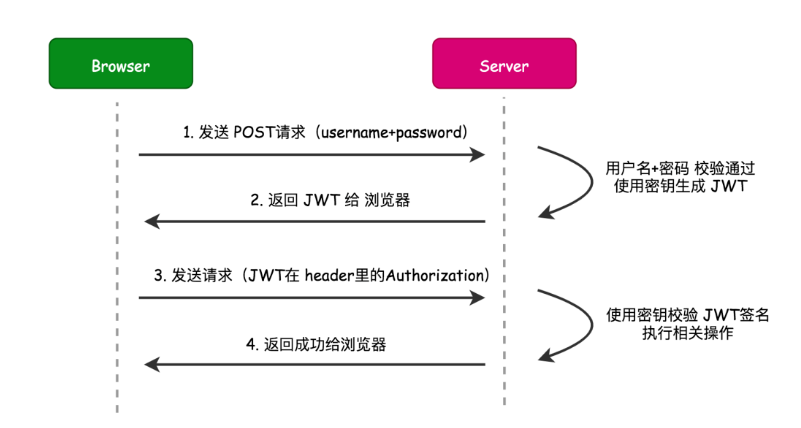 Browser
Server
1. 发送 POST请求（username+password）
用户名+密码 校验通过
使用密钥生成 JWT
2. 返回 JWT 给 浏览器
3. 发送请求（JWT在 header里的Authorization）
使用密钥校验 JWT签名
执行相关操作
4. 返回成功给浏览器